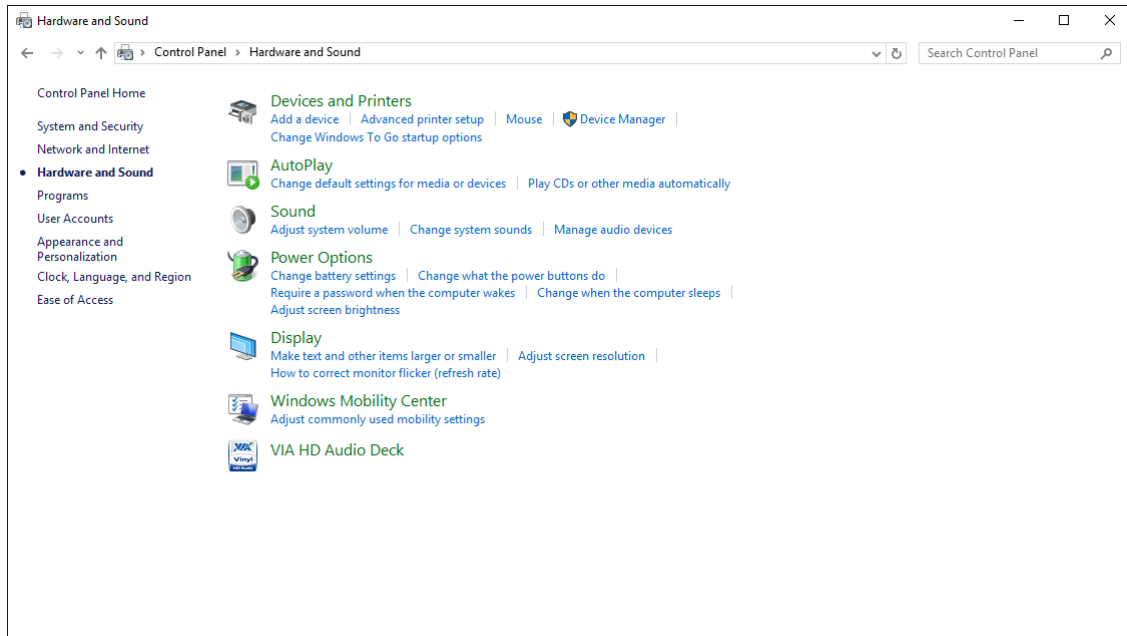 Hardware and Sound
Control Panel > Hardware and Sound
Search Control Panel
Control Panel Home
System and Security
Network and Internet
Hardware and Sound
Programs
User Accounts
Appearance and
Personalization
Clock, Language, and Region
Ease of Access
Devices and Printers
Add a device | Advanced printer setup | Mouse | Device Manager |
Change Windows To Go startup options
AutoPlay
Change default settings for media or devices | Play CDs or other media automatically
Sound
Adjust system volume | Change system sounds | Manage audio devices
Power Options
Change battery settings | Change what the power buttons do |
Require a password when the computer wakes | Change when the computer sleeps |
Adjust screen brightness
Display
Make text and other items larger or smaller | Adjust screen resolution |
How to correct monitor flicker (refresh rate)
Windows Mobility Center
Adjust commonly used mobility settings
VIA
Vinyl
HD Audio
VIA HD Audio Deck